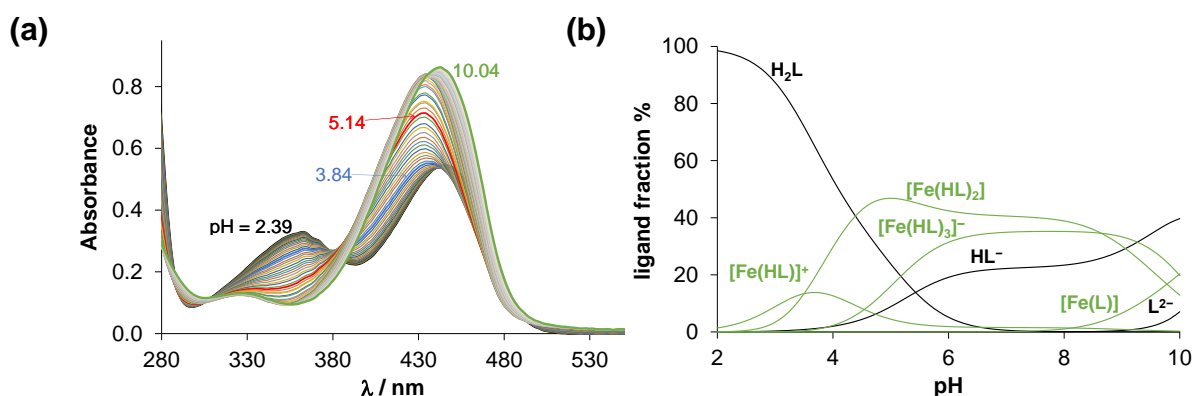 (a)
10.04
5.14
3.84
pH = 2.39
Absorbance
0.8
0.6
0.4
0.2
0.0
280 330 380 430 480 530
λ / nm
(b)
H₂L
[Fe(HL)₂]
[Fe(HL)₃]⁻
HL⁻
[Fe(HL)]⁺
[Fe(L)]
L²⁻
ligand fraction %
100
80
60
40
20
0
2 4 6 8 10
pH